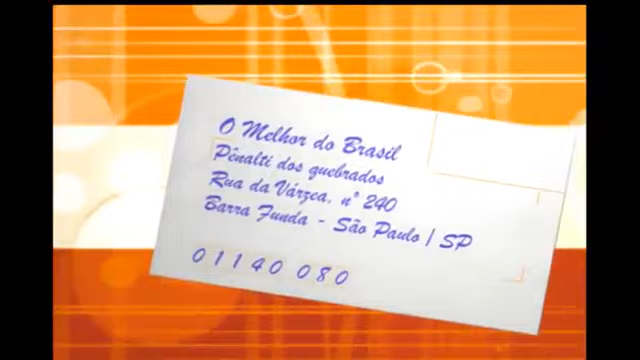 O Melhor do Brasil
Pênalti dos quebrados
Rua da Várzea, nº 240
Barra Funda - São Paulo / SP
01140 080